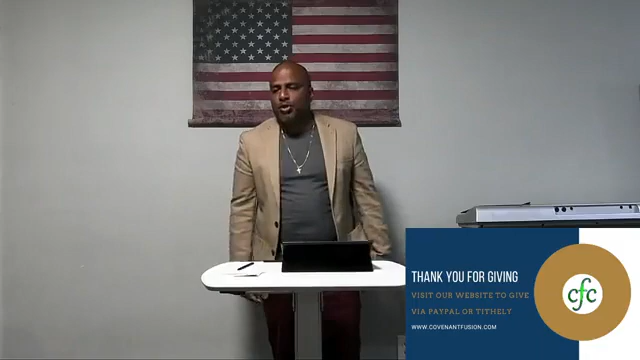 THANK YOU FOR GIVING
VISIT OUR WEBSITE TO GIVE
VIA PAYPAL OR TITHELY
WWW.COVENANTFUSION.COM
cfc